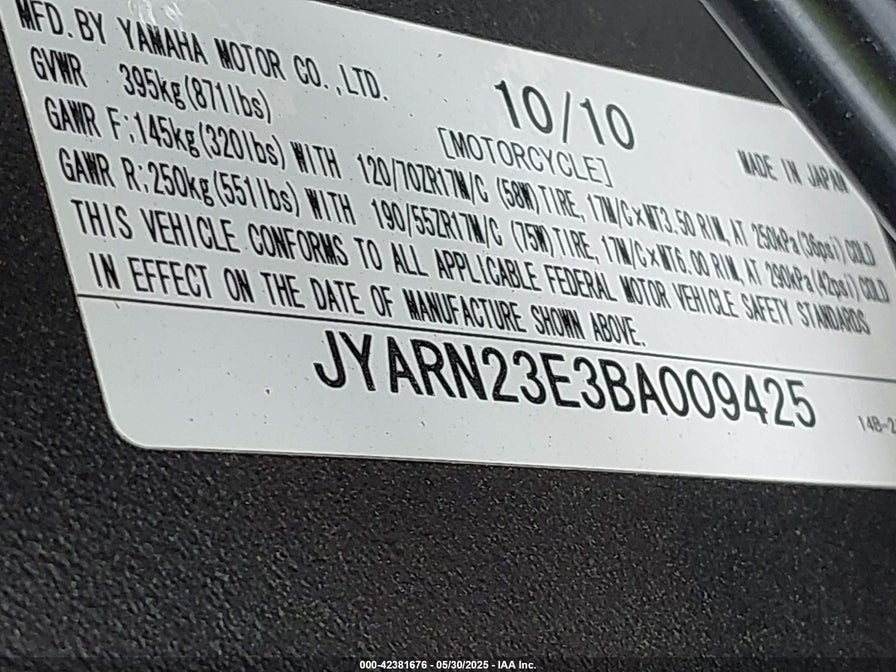 MFD. BY YAMAHA MOTOR CO.,LTD.
10/10
MADE IN JAPAN
GVWR 395kg(871lbs)
[MOTORCYCLE]
GAWR F;145kg(320lbs) WITH 120/70ZR17M/C (58W)TIRE, 17M/C×MT3.50 RIM, AT 250kPa(36psi) COLD
GAWR R;250kg(551lbs) WITH 190/55ZR17M/C (75W)TIRE, 17M/C×MT6.00 RIM, AT 290kPa(42psi) COLD
THIS VEHICLE CONFORMS TO ALL APPLICABLE FEDERAL MOTOR VEHICLE SAFETY STANDARDS
IN EFFECT ON THE DATE OF MANUFACTURE SHOWN ABOVE.
JYARN23E3BA009425
14B-2
000-42381676 - 05/30/2025 - IAA Inc.